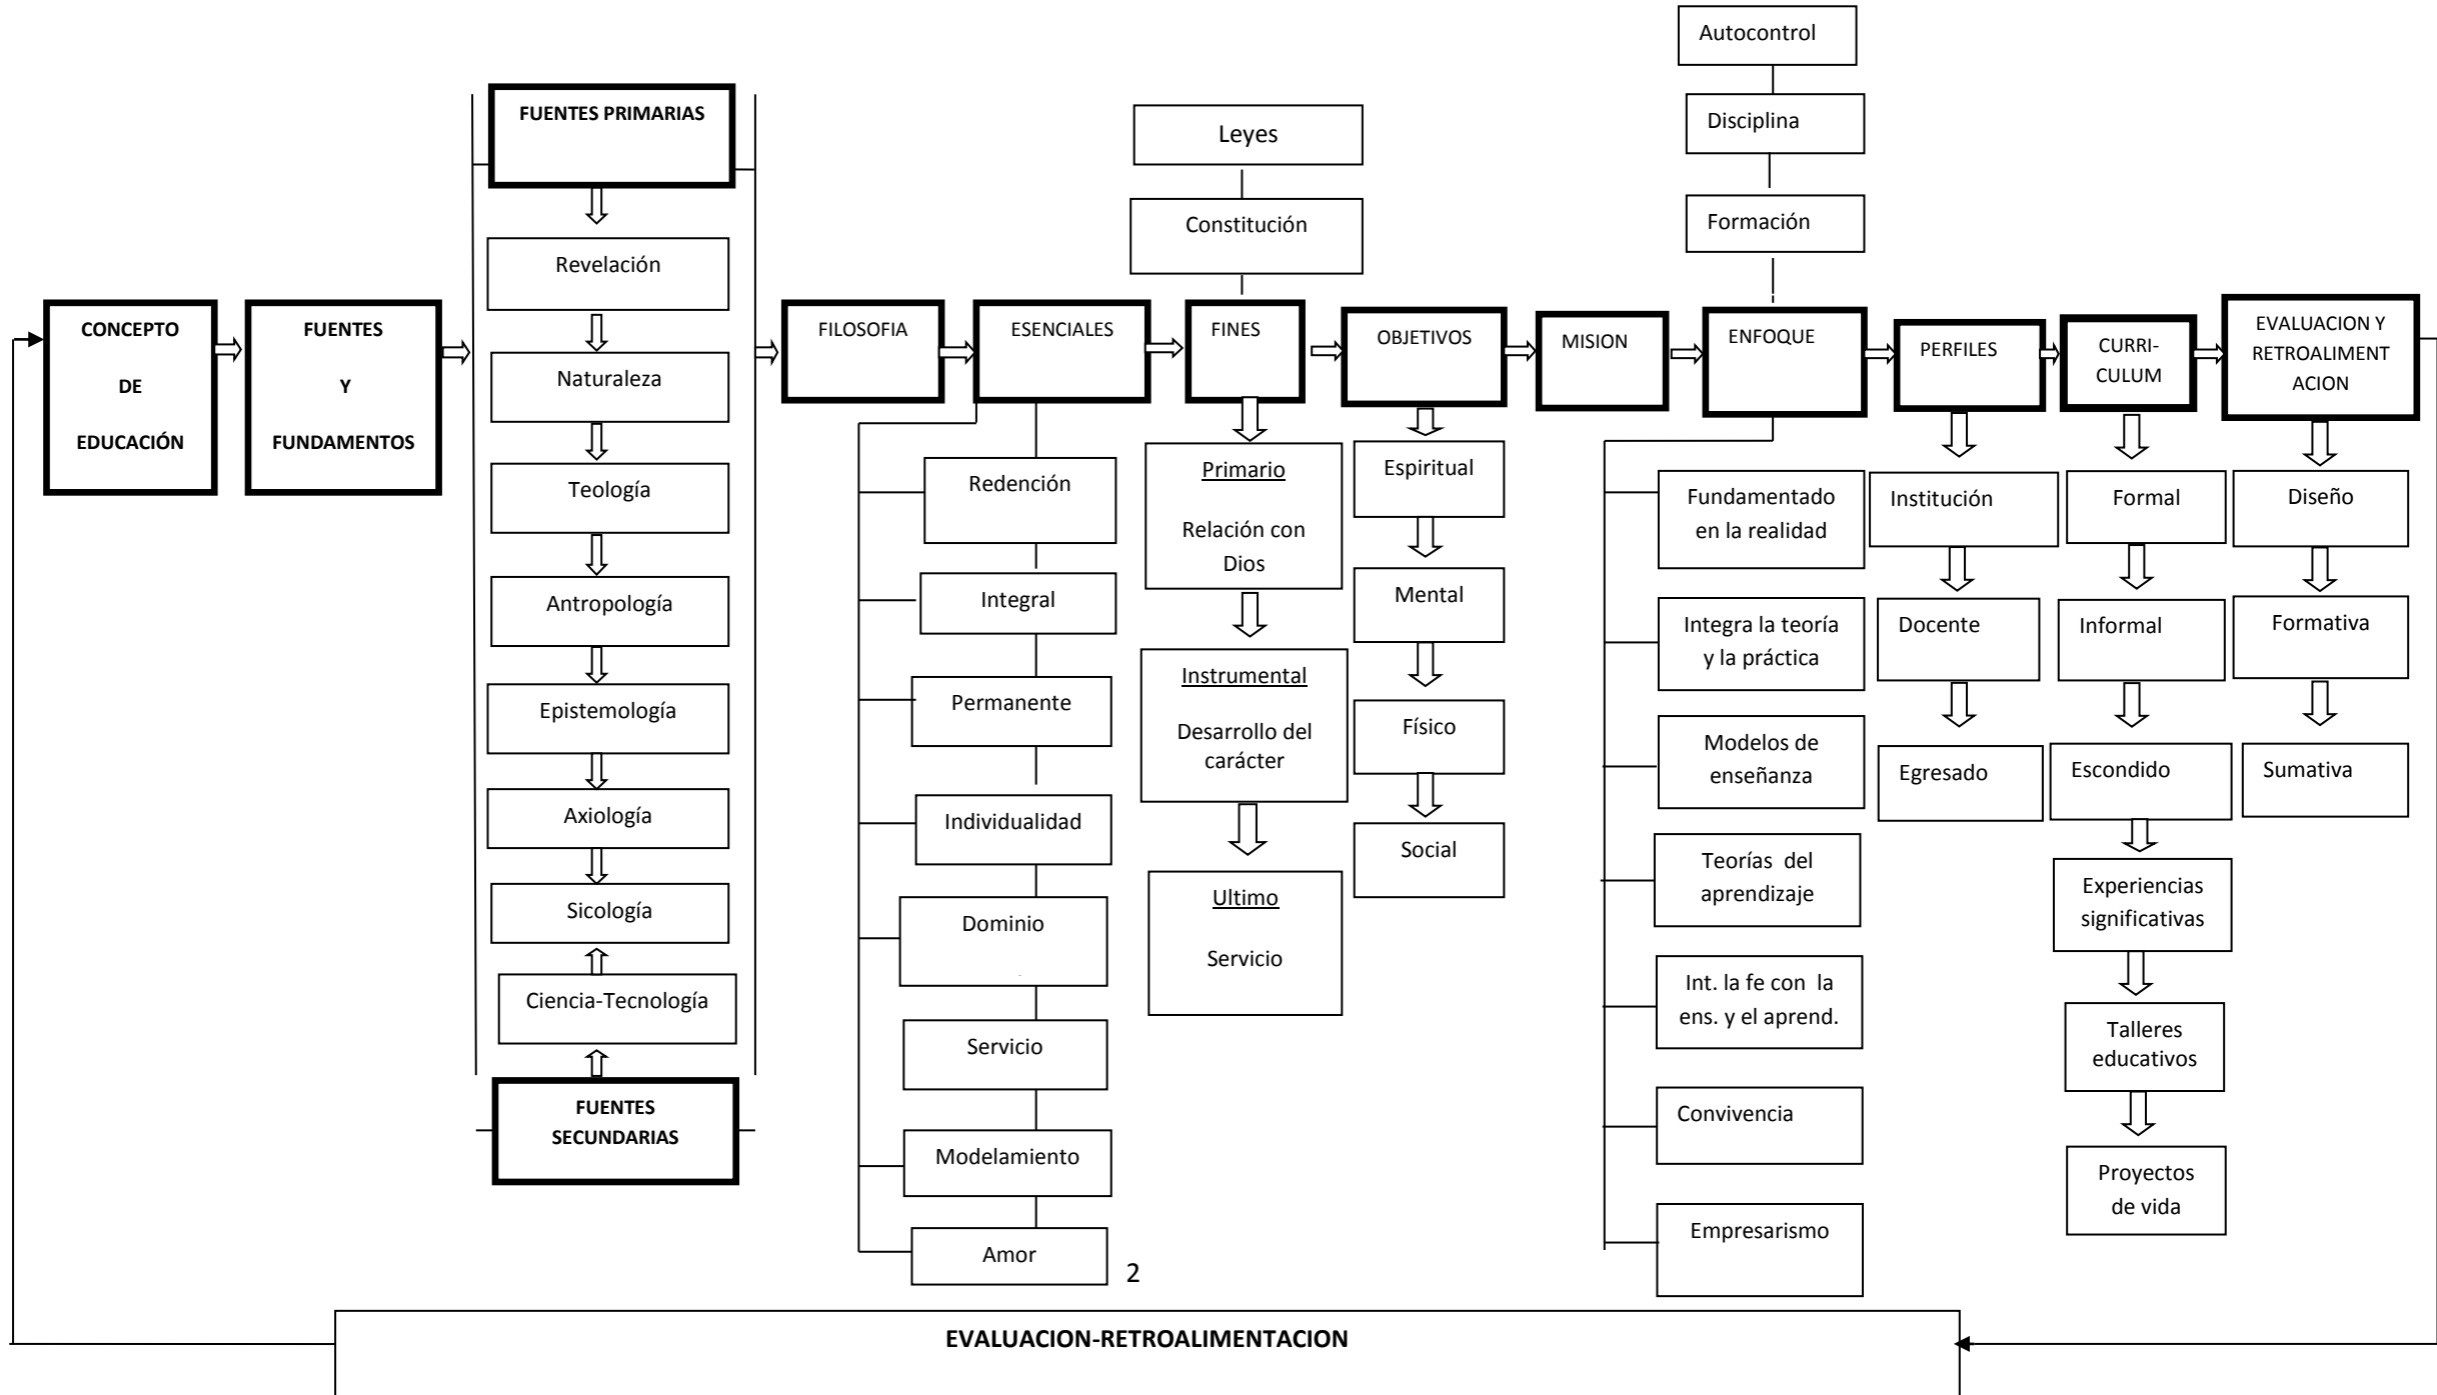 Autocontrol
Disciplina
Formación
Leyes
Constitución
FUENTES PRIMARIAS
Revelación
Naturaleza
Teología
Antropología
Epistemología
Axiología
Sicología
Ciencia-Tecnología
FUENTES
SECUNDARIAS
CONCEPTO
DE
EDUCACIÓN
FUENTES
Y
FUNDAMENTOS
FILOSOFIA
ESENCIALES
Redención
Integral
Permanente
Individualidad
Dominio
Servicio
Modelamiento
Amor
FINES
Primario
Relación con
Dios
Instrumental
Desarrollo del
carácter
Ultimo
Servicio
OBJETIVOS
Espiritual
Mental
Físico
Social
MISION
ENFOQUE
Fundamentado
en la realidad
Integra la teoría
y la práctica
Modelos de
enseñanza
Teorías del
aprendizaje
Int. la fe con la
ens. y el aprend.
Convivencia
Empresarismo
PERFILES
Institución
Docente
Egresado
CURRI-
CULUM
Formal
Informal
Escondido
Experiencias
significativas
Talleres
educativos
Proyectos
de vida
EVALUACION Y
RETROALIMENT
ACION
Diseño
Formativa
Sumativa
2
EVALUACION-RETROALIMENTACION